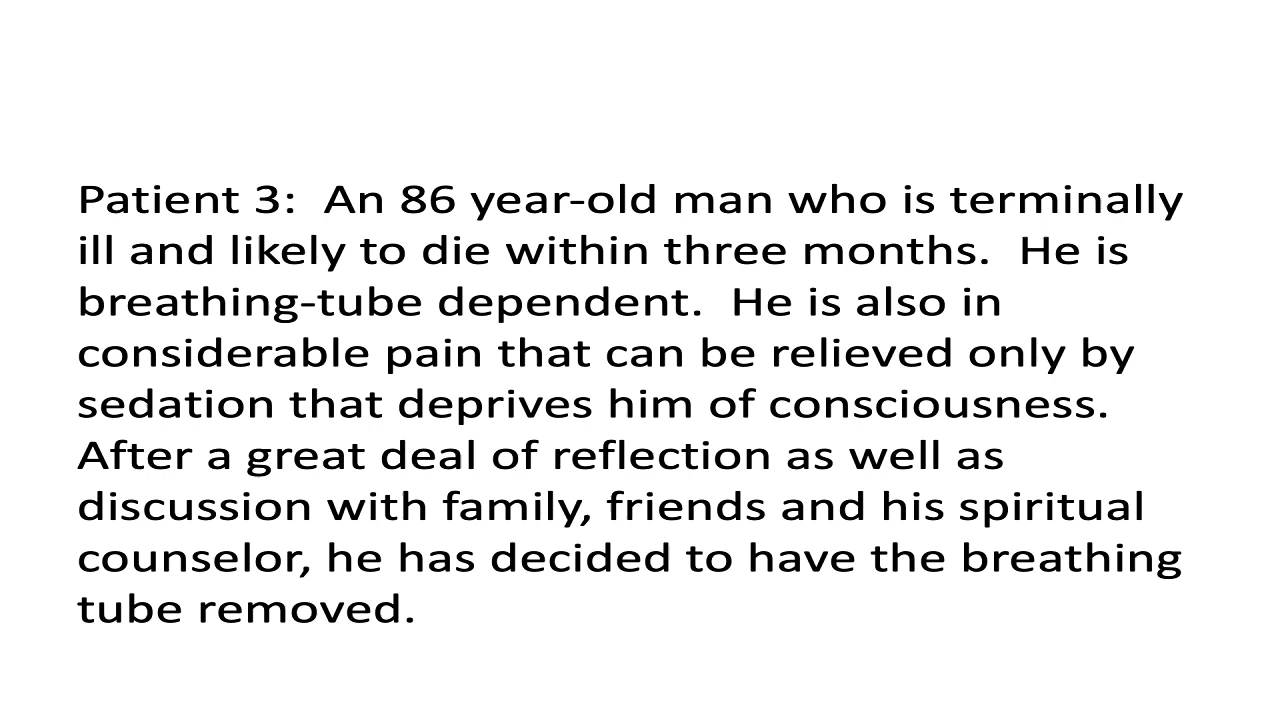 Patient 3:  An 86 year-old man who is terminally
ill and likely to die within three months.  He is
breathing-tube dependent.  He is also in
considerable pain that can be relieved only by
sedation that deprives him of consciousness.
After a great deal of reflection as well as
discussion with family, friends and his spiritual
counselor, he has decided to have the breathing
tube removed.